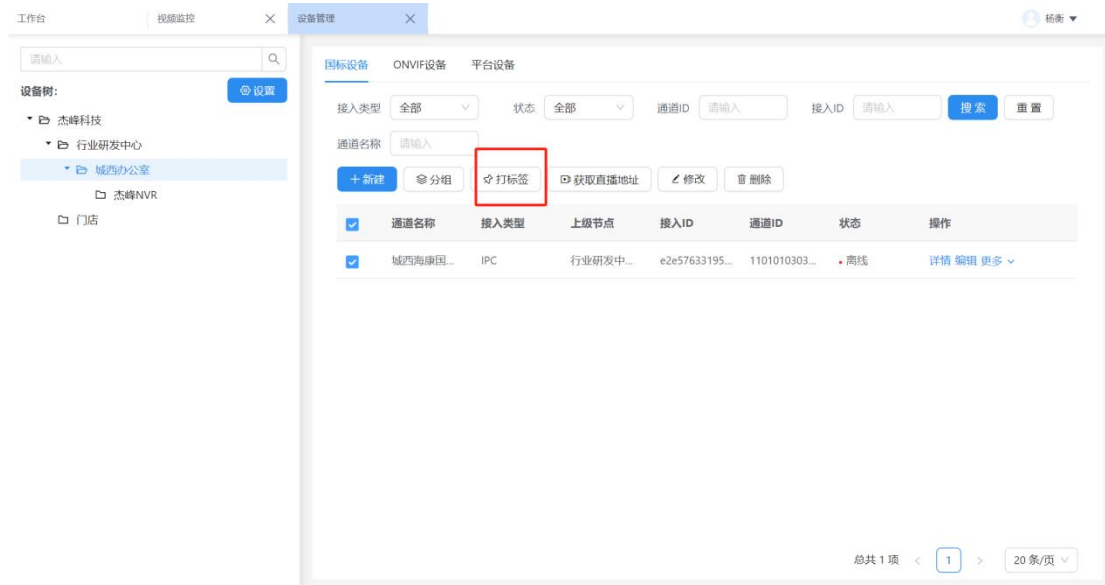 工作台 视频监控 设备管理 杨衡
请输入
设备树: 设置
杰峰科技
行业研发中心
城西办公室
杰峰NVR
门店
国标设备 ONVIF设备 平台设备
接入类型 全部 状态 全部 通道ID 请输入 接入ID 请输入 搜索 重置
通道名称 请输入
+新建 分组 打标签 获取直播地址 修改 删除
通道名称 接入类型 上级节点 接入ID 通道ID 状态 操作
城西海康国... IPC 行业研发中... e2e57633195... 1101010303... 离线 详情 编辑 更多
总共 1 项 < 1 > 20 条/页